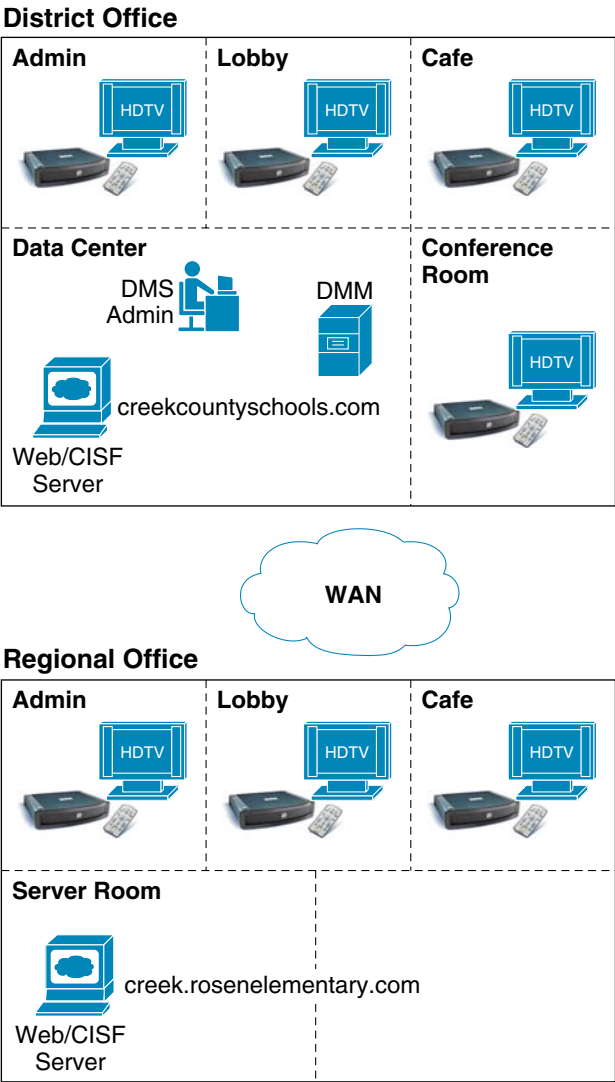 District Office
Admin
Lobby
Cafe
HDTV
HDTV
HDTV
Data Center
Conference
Room
DMS
Admin
DMM
HDTV
creekcountyschools.com
Web/CISF
Server
WAN
Regional Office
Admin
Lobby
Cafe
HDTV
HDTV
HDTV
Server Room
creek.rosenelementary.com
Web/CISF
Server